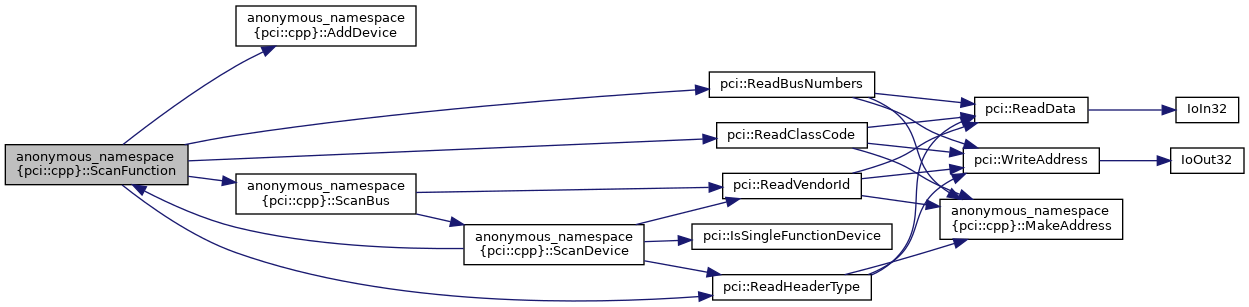 anonymous_namespace
{pci::cpp}::ScanFunction
anonymous_namespace
{pci::cpp}::AddDevice
anonymous_namespace
{pci::cpp}::ScanBus
anonymous_namespace
{pci::cpp}::ScanDevice
pci::ReadBusNumbers
pci::ReadClassCode
pci::ReadVendorId
pci::IsSingleFunctionDevice
pci::ReadHeaderType
pci::ReadData
pci::WriteAddress
anonymous_namespace
{pci::cpp}::MakeAddress
IoIn32
IoOut32